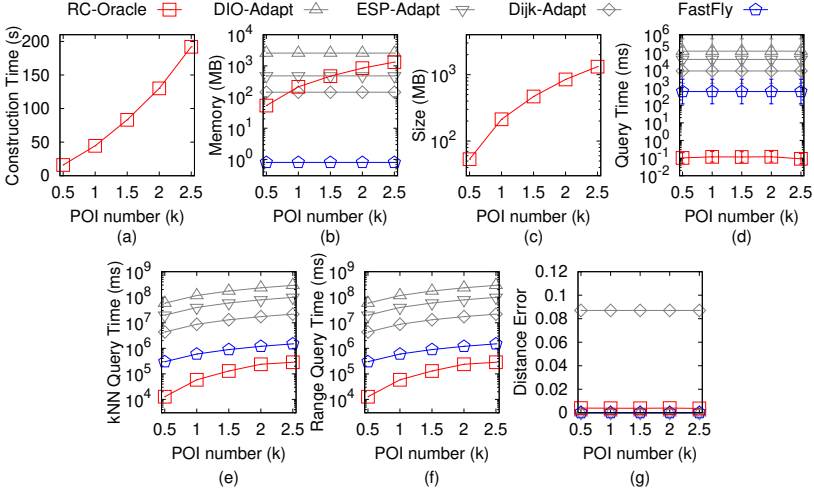 RC-Oracle DIO-Adapt ESP-Adapt Dijk-Adapt FastFly
Construction Time (s)
200
150
100
50
0
0.5 1 1.5 2 2.5
POI number (k)
(a)
Memory (MB)
10^4
10^3
10^2
10^1
10^0
0.5 1 1.5 2 2.5
POI number (k)
(b)
Size (MB)
10^3
10^2
0.5 1 1.5 2 2.5
POI number (k)
(c)
Query Time (ms)
10^6
10^5
10^4
10^3
10^2
10^1
10^0
10^-1
10^-2
0.5 1 1.5 2 2.5
POI number (k)
(d)
kNN Query Time (ms)
10^9
10^8
10^7
10^6
10^5
10^4
0.5 1 1.5 2 2.5
POI number (k)
(e)
Range Query Time (ms)
10^9
10^8
10^7
10^6
10^5
10^4
0.5 1 1.5 2 2.5
POI number (k)
(f)
Distance Error
0.12
0.1
0.08
0.06
0.04
0.02
0
0.5 1 1.5 2 2.5
POI number (k)
(g)